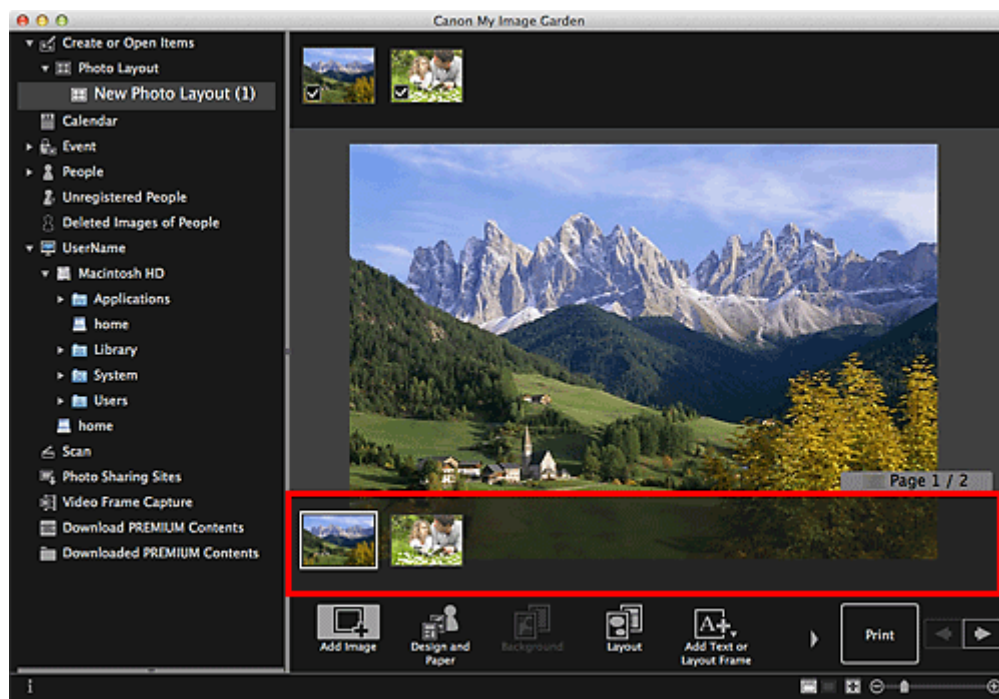 Canon My Image Garden
Create or Open Items
Photo Layout
New Photo Layout (1)
Calendar
Event
People
Unregistered People
Deleted Images of People
UserName
Macintosh HD
Applications
home
Library
System
Users
home
Scan
Photo Sharing Sites
Video Frame Capture
Download PREMIUM Contents
Downloaded PREMIUM Contents
Page 1 / 2
Add Image
Design and
Paper
Background
Layout
Add Text or
Layout Frame
Print